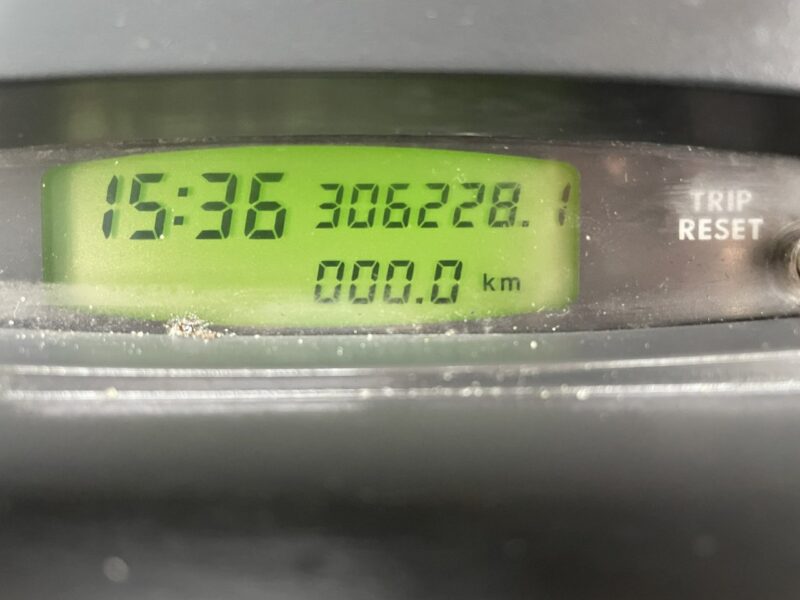 15:36 306228.1
000.0 km
TRIP
RESET